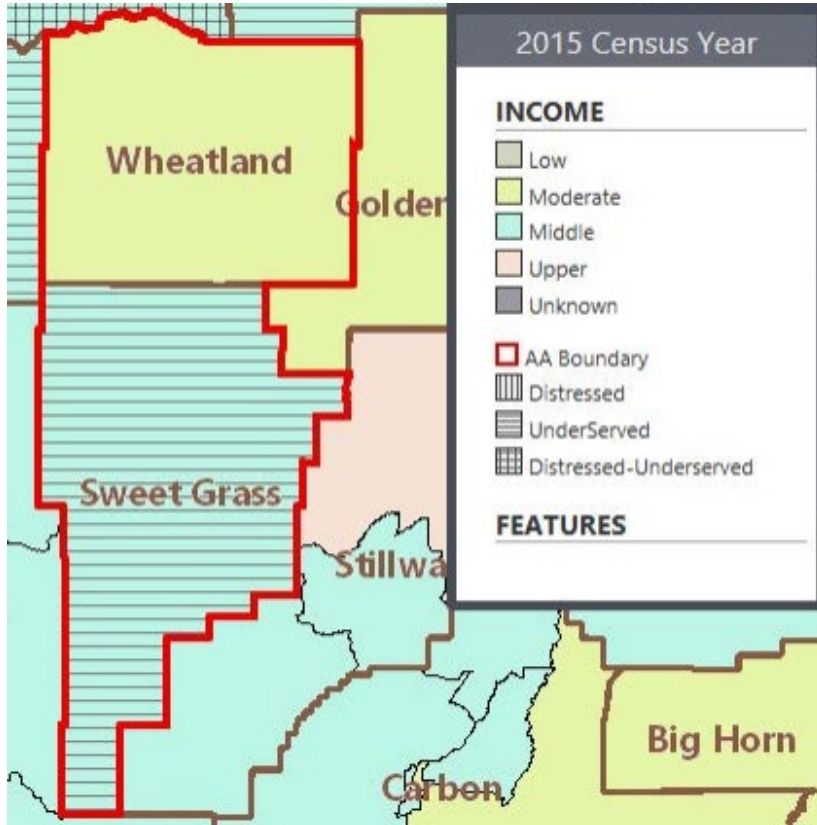 2015 Census Year
INCOME
Low
Moderate
Middle
Upper
Unknown
AA Boundary
Distressed
UnderServed
Distressed-Underserved
FEATURES
Wheatland
Golden
Sweet Grass
Stillwa
Big Horn
Carbon